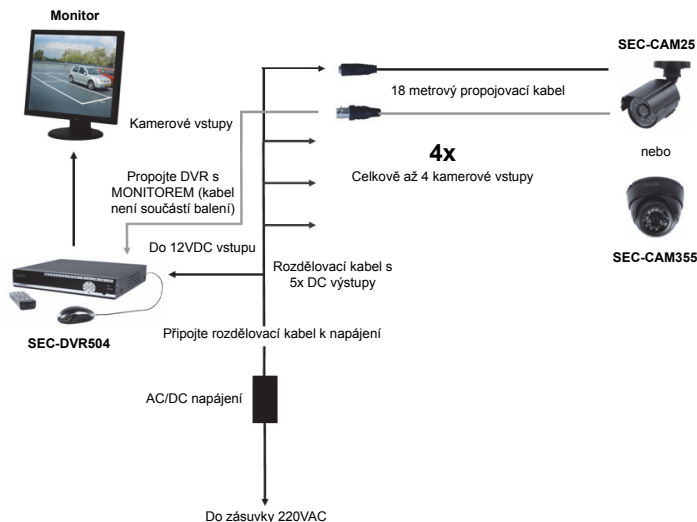 Monitor
SEC-CAM25
18 metrový propojovací kabel
Kamerové vstupy
4x
Celkově až 4 kamerové vstupy
nebo
Propojte DVR s
MONITOREM (kabel
není součástí balení)
Do 12VDC vstupu
SEC-CAM355
Rozdělovací kabel s
5x DC výstupy
SEC-DVR504
Připojte rozdělovací kabel k napájení
AC/DC napájení
Do zásuvky 220VAC